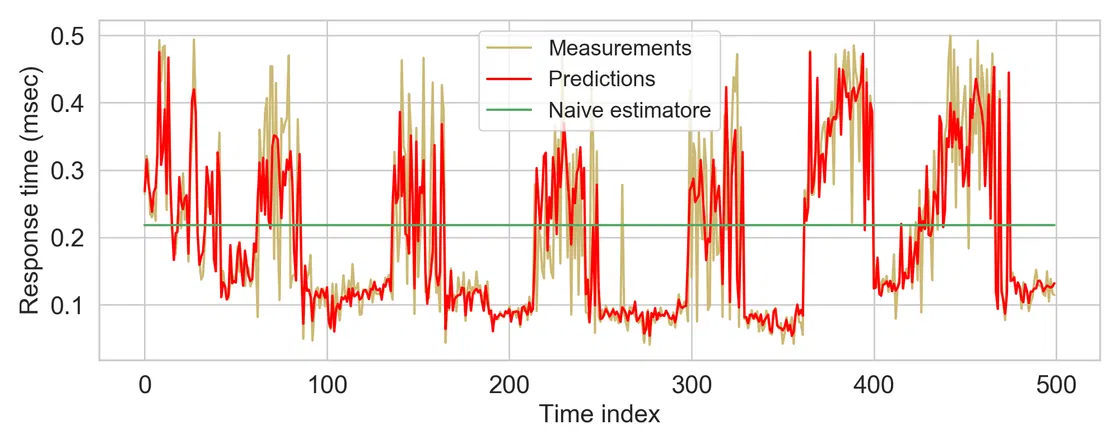 Measurements
Predictions
Naive estimatore
Response time (msec)
0.5
0.4
0.3
0.2
0.1
0 100 200 300 400 500
Time index